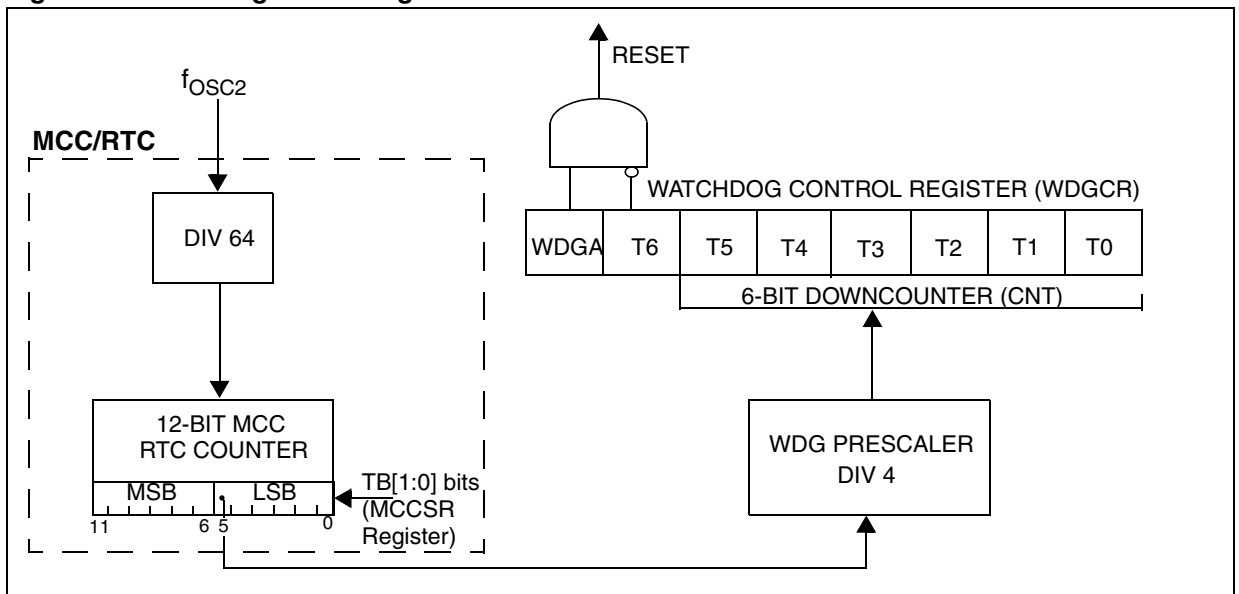 RESET
fOSC2
MCC/RTC
WATCHDOG CONTROL REGISTER (WDGCR)
DIV 64
WDGA T6 T5 T4 T3 T2 T1 T0
6-BIT DOWNCOUNTER (CNT)
12-BIT MCC
RTC COUNTER
WDG PRESCALER
DIV 4
MSB LSB
TB[1:0] bits
(MCCSR
Register)
11 6 5 0